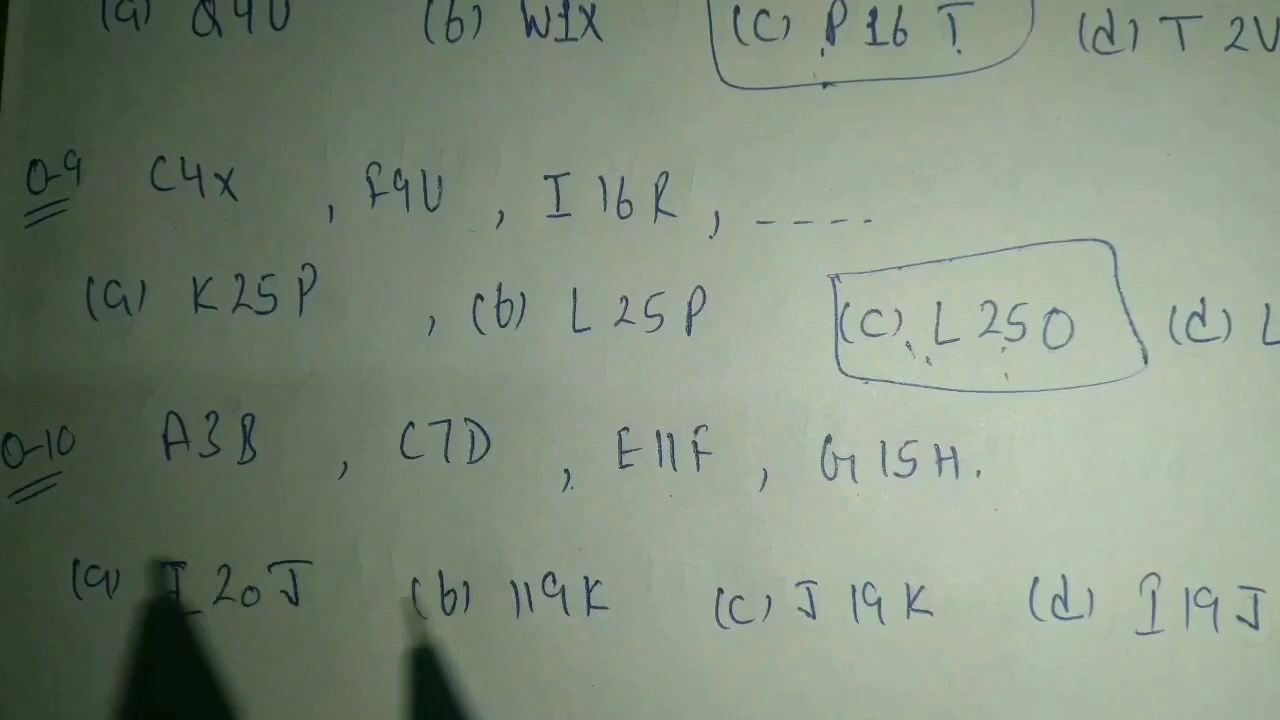 (a) Q4U (b) W1X (c) P16T (d) T2V
Q-9 C4X , F9U , I16R , ----
(a) K25P , (b) L25P (c) L25O (d) L
Q-10 A3B , C7D , E11F , G15H.
(a) I20J (b) I19K (c) J19K (d) I19J